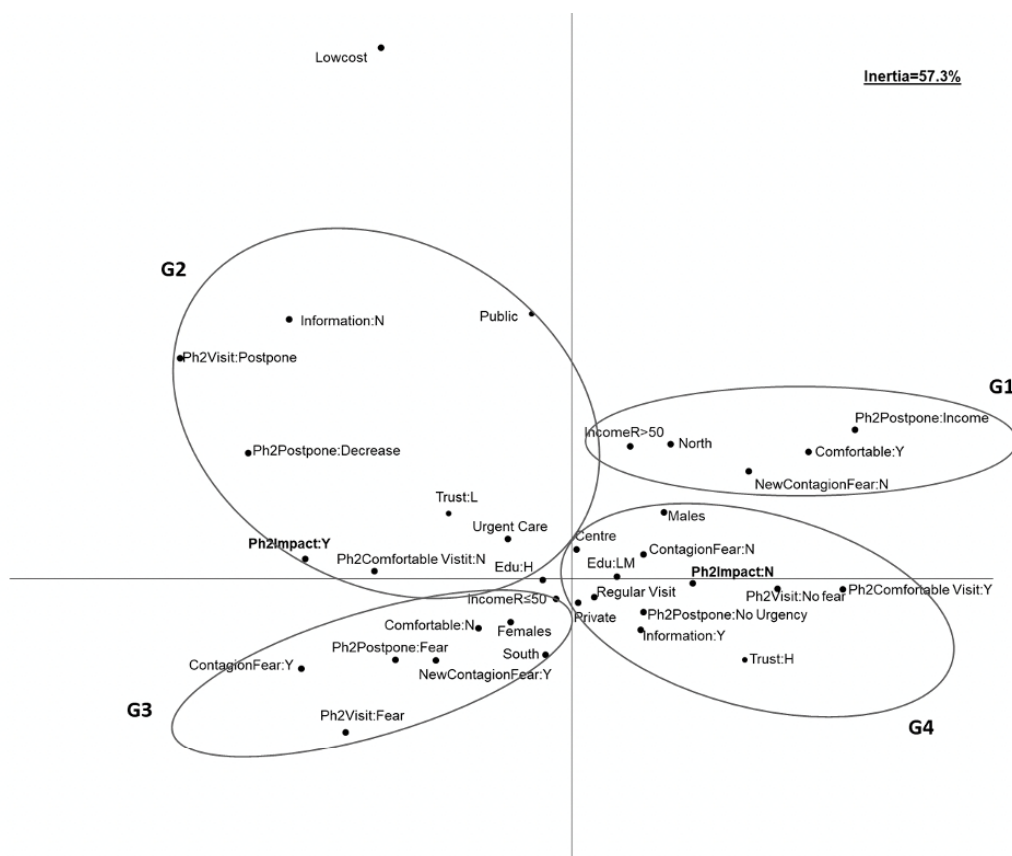 Lowcost
Inertia=57.3%
G2
Information:N
Public
Ph2Visit:Postpone
G1
Ph2Postpone:Income
IncomeR>50
North
Comfortable:Y
Ph2Postpone:Decrease
NewContagionFear:N
Trust:L
Males
Urgent Care
Centre
Ph2Impact:Y
ContagionFear:N
Ph2Comfortable Vistit:N
Edu:H
Edu:LM
Ph2Impact:N
Ph2Visit:No fear
Ph2Comfortable Visit:Y
IncomeR≤50
Regular Visit
Private
Ph2Postpone:No Urgency
Comfortable:N
Females
Information:Y
Ph2Postpone:Fear
South
Trust:H
ContagionFear:Y
NewContagionFear:Y
G3
Ph2Visit:Fear
G4